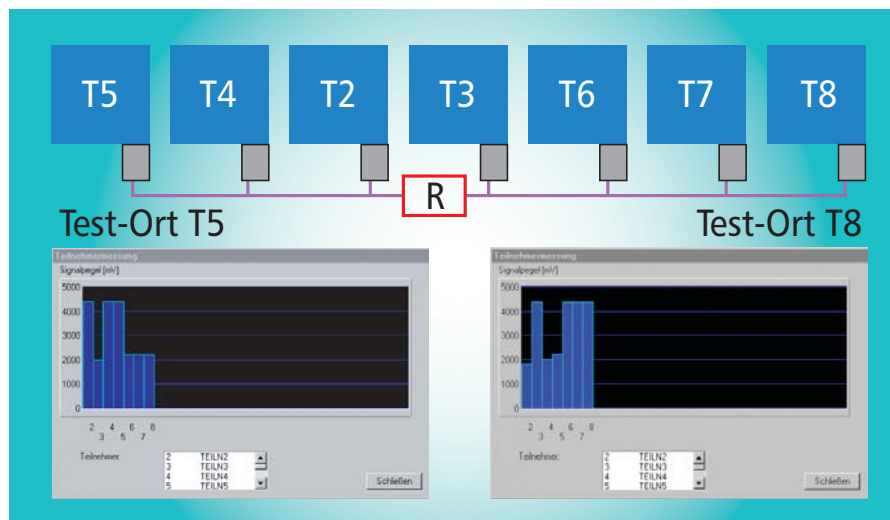 T5 T4 T2 T3 T6 T7 T8
R
Test-Ort T5
Test-Ort T8
Teilnehmermessung
Signalpegel [mV]
5000
4000
3000
2000
1000
0
2 4 6 8
3 5 7
Teilnehmer:
2 TEILN2
3 TEILN3
4 TEILN4
5 TEILN5
Schließen
Teilnehmermessung
Signalpegel [mV]
5000
4000
3000
2000
1000
0
2 4 6 8
3 5 7
Teilnehmer:
2 TEILN2
3 TEILN3
4 TEILN4
5 TEILN5
Schließen